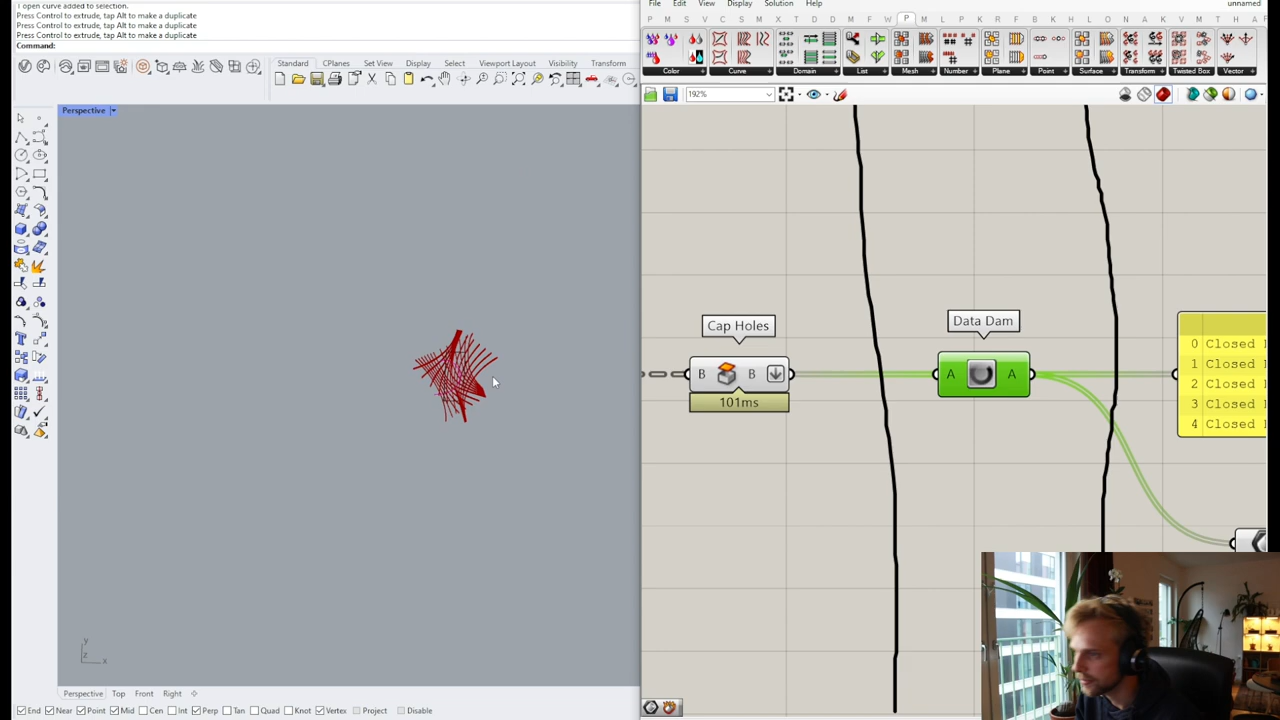 1 open curve added to selection.
Press Control to extrude, tap Alt to make a duplicate
Press Control to extrude, tap Alt to make a duplicate
Press Control to extrude, tap Alt to make a duplicate
Command:
Standard CPlanes Set View Display Select Viewport Layout Visibility Transform
Perspective
y
z x
Perspective Top Front Right
End Near Point Mid Cen Int Perp Tan Quad Knot Vertex Project Disable
File Edit View Display Solution Help unnamed
P M S V C M S M X T D D W F W P M L P K F B M O N A E K V M T H A F
Color Curve Domain List Mesh Number Plane Point Surface Transform Twisted Box Vector
192%
Cap Holes
B B
101ms
Data Dam
A A
0 Closed
1 Closed
2 Closed
3 Closed
4 Closed